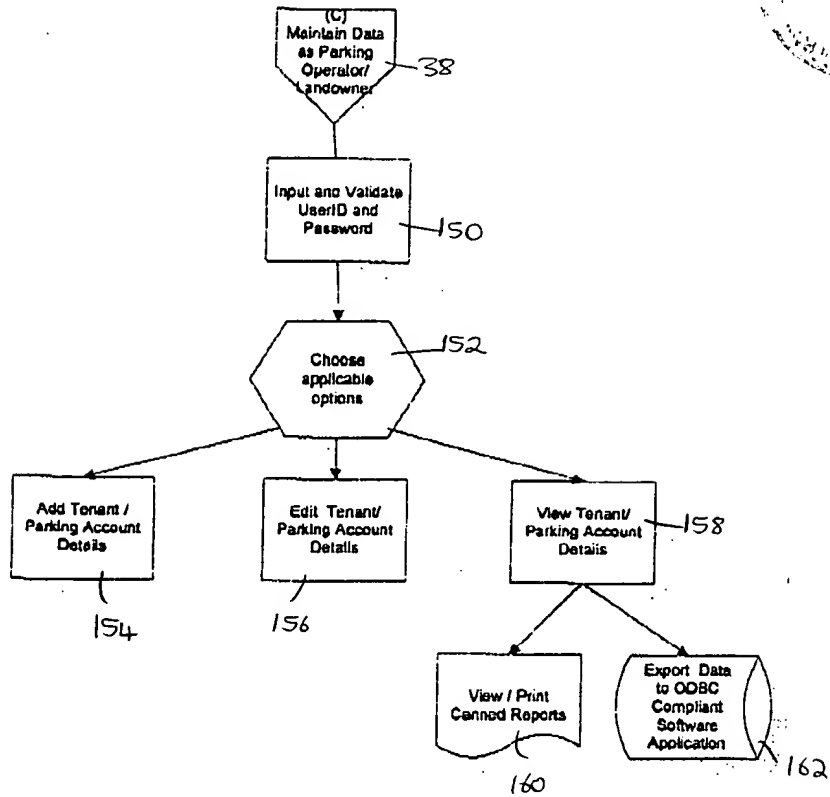 (C)
Maintain Data
as Parking
Operator/
Landowner
38
Input and Validate
UserID and
Password
150
Choose
applicable
options
152
Add Tenant /
Parking Account
Details
154
Edit Tenant/
Parking Account
Details
156
View Tenant/
Parking Account
Details
158
View / Print
Canned Reports
160
Export Data
to ODBC
Compliant
Software
Application
162